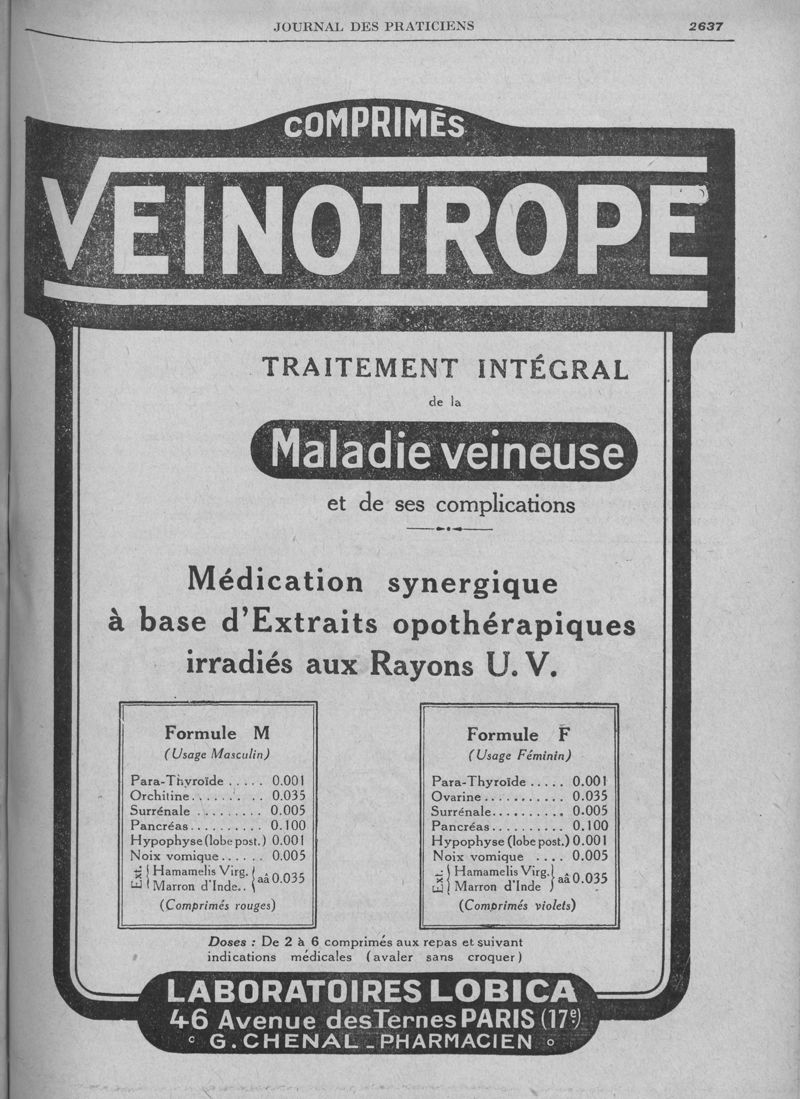 JOURNAL DES PRATICIENS 2637
COMPRIMÉS
VEINOTROPE
TRAITEMENT INTÉGRAL
de la
Maladie veineuse
et de ses complications
Médication synergique
à base d'Extraits opothérapiques
irradiés aux Rayons U. V.
Formule M
(Usage Masculin)
Para-Thyroïde ..... 0.001
Orchitine.......... 0.035
Surrénale ......... 0.005
Pancréas.......... 0.100
Hypophyse (lobe post.) 0.001
Noix vomique...... 0.005
Ext. { Hamamelis Virg. } aâ 0.035
Marron d'Inde..
(Comprimés rouges)
Formule F
(Usage Féminin)
Para-Thyroïde ..... 0.001
Ovarine........... 0.035
Surrénale.......... 0.005
Pancréas.......... 0.100
Hypophyse (lobe post.) 0.001
Noix vomique .... 0.005
Ext. { Hamamelis Virg. } aâ 0.035
Marron d'Inde
(Comprimés violets)
Doses : De 2 à 6 comprimés aux repas et suivant
indications médicales (avaler sans croquer)
LABORATOIRES LOBICA
46 Avenue des Ternes PARIS (17e)
G. CHENAL - PHARMACIEN